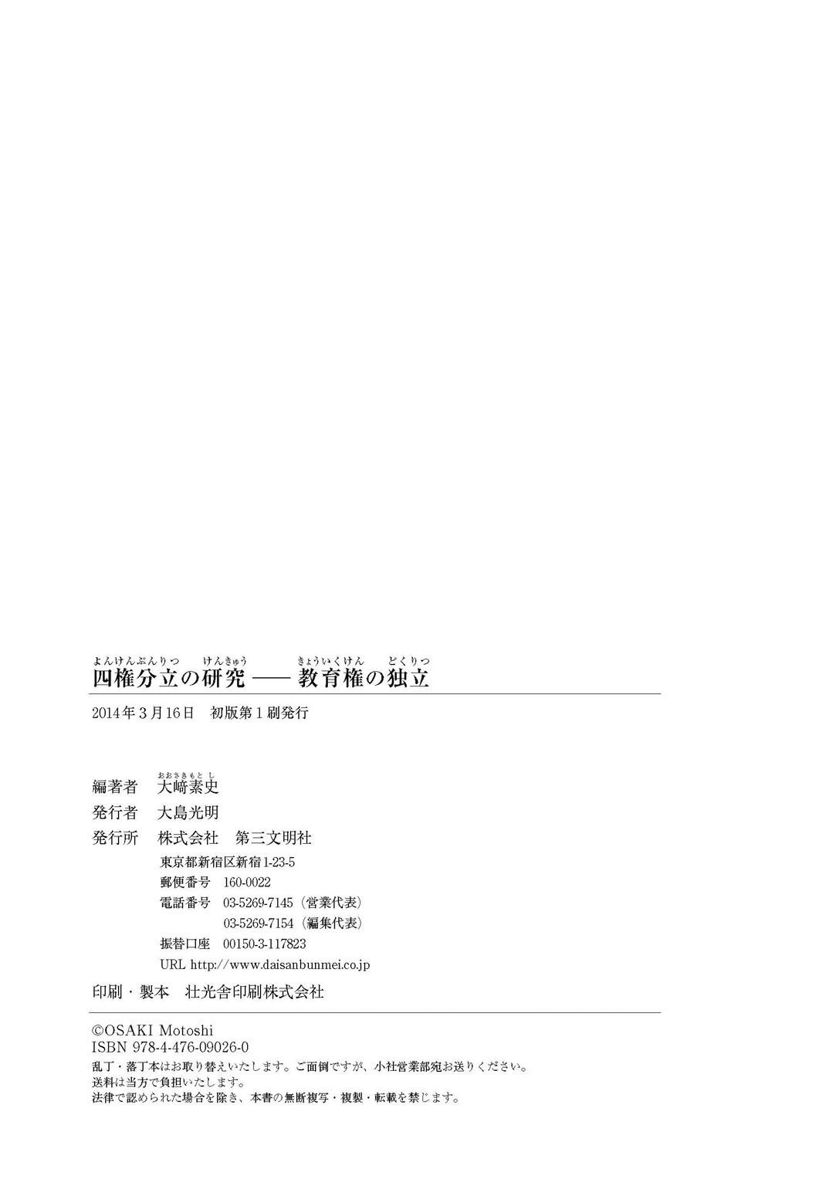 よんけんぶんりつ けんきゅう きょういくけん どくりつ
四権分立の研究 ―― 教育権の独立
2014年3月16日 初版第1刷発行
おおさきもと し
編著者 大﨑素史
発行者 大島光明
発行所 株式会社 第三文明社
東京都新宿区新宿1-23-5
郵便番号 160-0022
電話番号 03-5269-7145（営業代表）
03-5269-7154（編集代表）
振替口座 00150-3-117823
URL http://www.daisanbunmei.co.jp
印刷・製本 壮光舎印刷株式会社
©OSAKI Motoshi
ISBN 978-4-476-09026-0
乱丁・落丁本はお取り替えいたします。ご面倒ですが、小社営業部宛お送りください。
送料は当方で負担いたします。
法律で認められた場合を除き、本書の無断複写・複製・転載を禁じます。